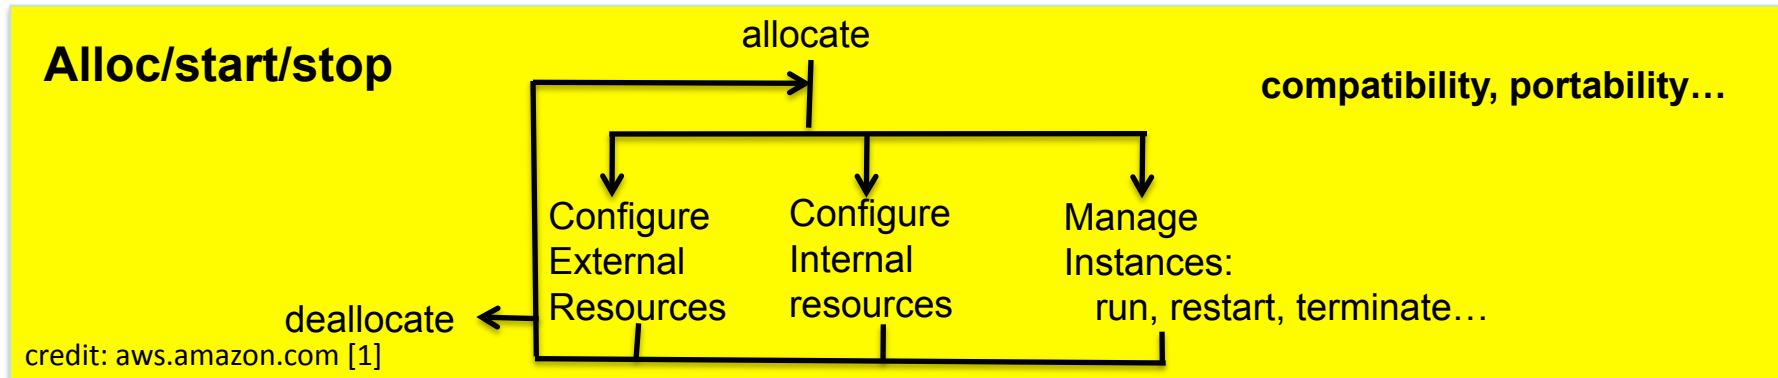 allocate
Alloc/start/stop
compatibility, portability…
Configure
External
Resources
Configure
Internal
resources
Manage
Instances:
run, restart, terminate…
deallocate
credit: aws.amazon.com [1]